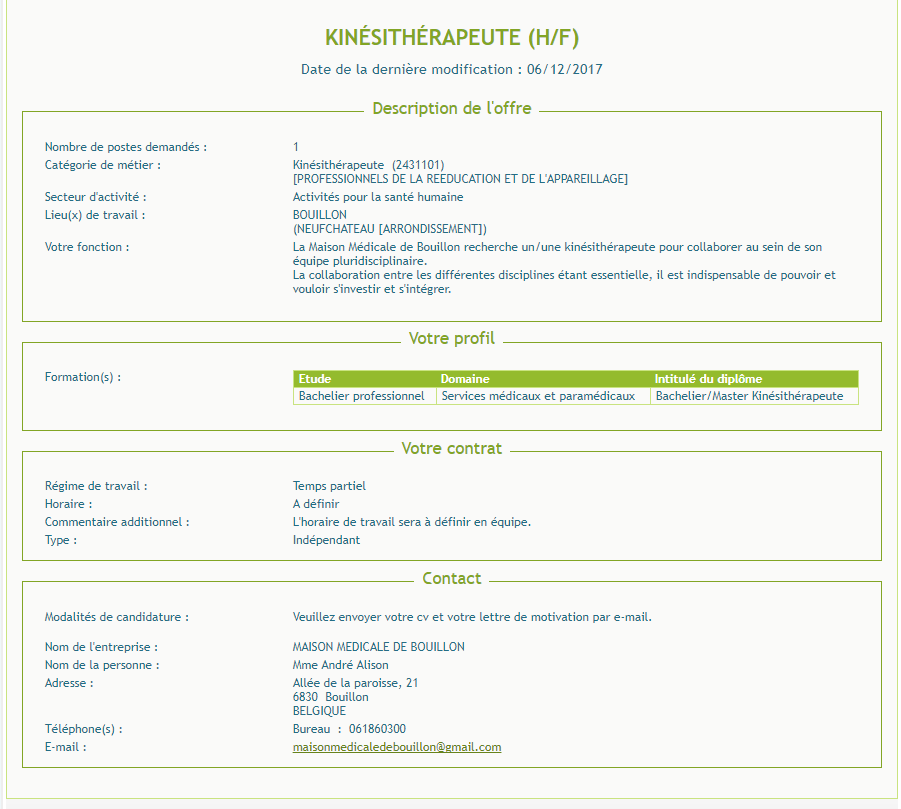 KINÉSITHÉRAPEUTE (H/F)
Date de la dernière modification : 06/12/2017
Description de l'offre
Nombre de postes demandés : 1
Catégorie de métier : Kinésithérapeute (2431101)
[PROFESSIONNELS DE LA REEDUCATION ET DE L'APPAREILLAGE]
Secteur d'activité : Activités pour la santé humaine
Lieu(x) de travail : BOUILLON
(NEUFCHATEAU [ARRONDISSEMENT])
Votre fonction : La Maison Médicale de Bouillon recherche un/une kinésithérapeute pour collaborer au sein de son
équipe pluridisciplinaire.
La collaboration entre les différentes disciplines étant essentielle, il est indispensable de pouvoir et
vouloir s'investir et s'intégrer.
Votre profil
Formation(s) :
Etude Domaine Intitulé du diplôme
Bachelier professionnel Services médicaux et paramédicaux Bachelier/Master Kinésithérapeute
Votre contrat
Régime de travail : Temps partiel
Horaire : A définir
Commentaire additionnel : L'horaire de travail sera à définir en équipe.
Type : Indépendant
Contact
Modalités de candidature : Veuillez envoyer votre cv et votre lettre de motivation par e-mail.
Nom de l'entreprise : MAISON MEDICALE DE BOUILLON
Nom de la personne : Mme André Alison
Adresse : Allée de la paroisse, 21
6830 Bouillon
BELGIQUE
Téléphone(s) : Bureau : 061860300
E-mail : maisonmedicaledebouillon@gmail.com